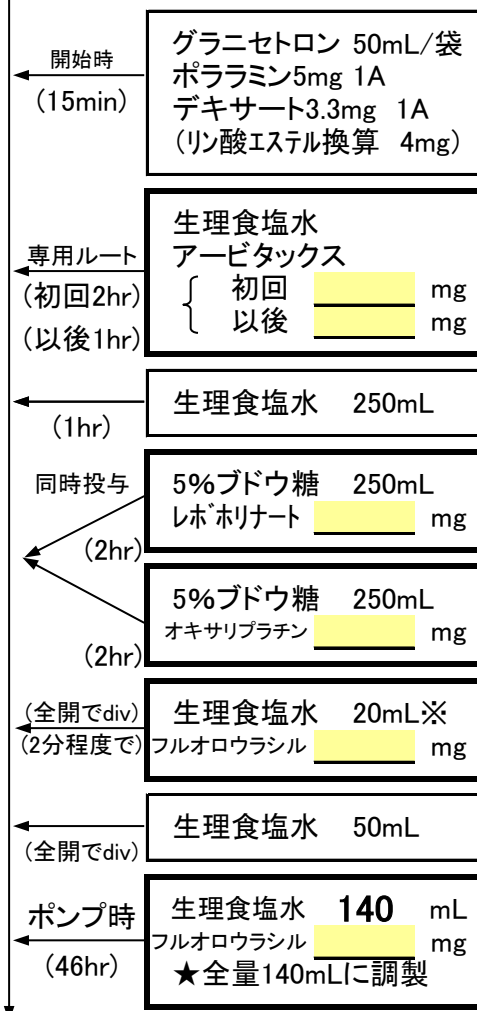 開始時
(15min)
グラニセトロン 50mL/袋
ポララミン5mg 1A
デキサート3.3mg 1A
(リン酸エステル換算 4mg)
専用ルート
(初回2hr)
(以後1hr)
生理食塩水
アービタックス
初回 mg
以後 mg
(1hr)
生理食塩水 250mL
同時投与
(2hr)
5%ブドウ糖 250mL
レボホリナート mg
(2hr)
5%ブドウ糖 250mL
オキサリプラチン mg
(全開でdiv)
(2分程度で)
生理食塩水 20mL※
フルオロウラシル mg
(全開でdiv)
生理食塩水 50mL
ポンプ時
(46hr)
生理食塩水 140 mL
フルオロウラシル mg
★全量140mLに調製